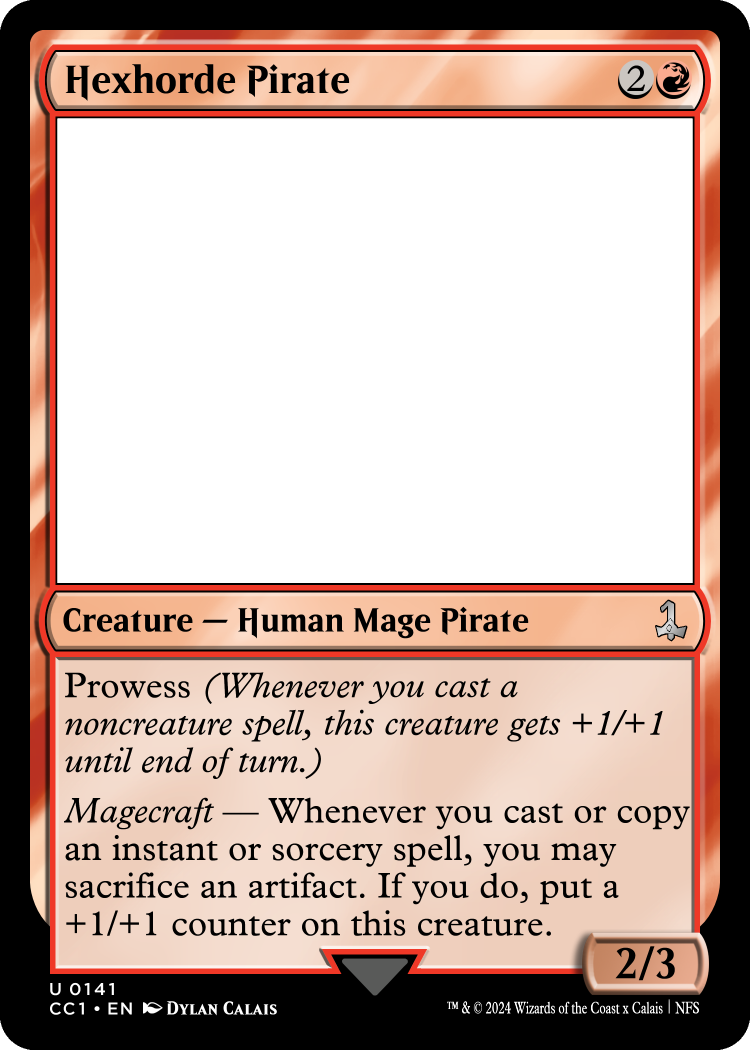 Hexhorde Pirate 2
Creature — Human Mage Pirate
Prowess (Whenever you cast a
noncreature spell, this creature gets +1/+1
until end of turn.)
Magecraft — Whenever you cast or copy
an instant or sorcery spell, you may
sacrifice an artifact. If you do, put a
+1/+1 counter on this creature.
2/3
U 0141
CC1 • EN DYLAN CALAIS ™ & © 2024 Wizards of the Coast x Calais | NFS